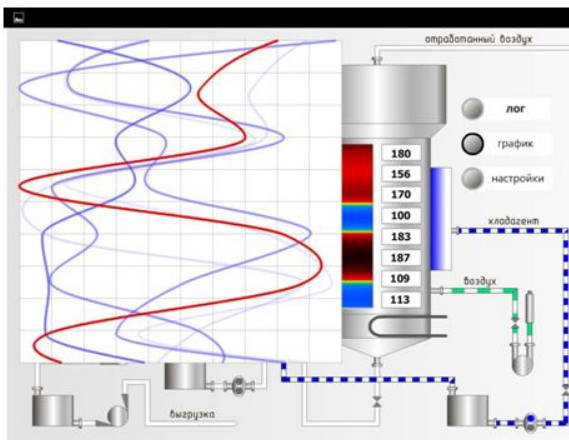 отработанный воздух
лог
график
настройки
180
156
170
100
183
187
109
113
хладагент
воздух
выгрузка